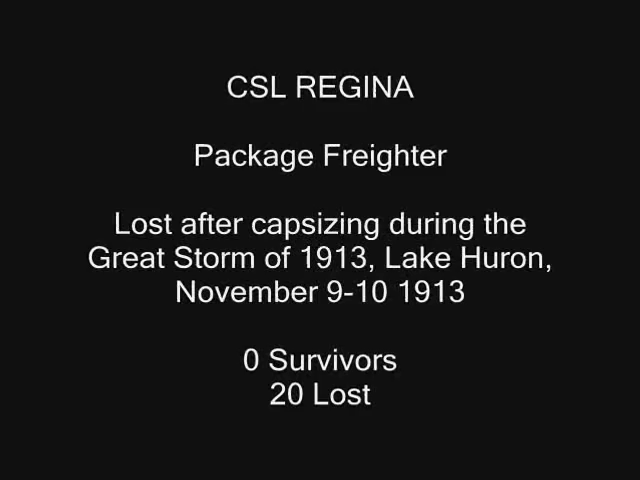 CSL REGINA
Package Freighter
Lost after capsizing during the
Great Storm of 1913, Lake Huron,
November 9-10 1913
0 Survivors
20 Lost